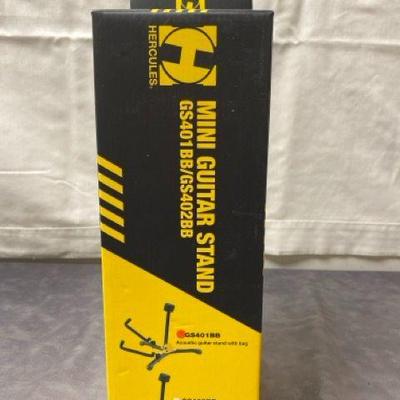 HERCULES®
MINI GUITAR STAND
GS401BB/GS402BB
GS401BB
Acoustic guitar stand with bag